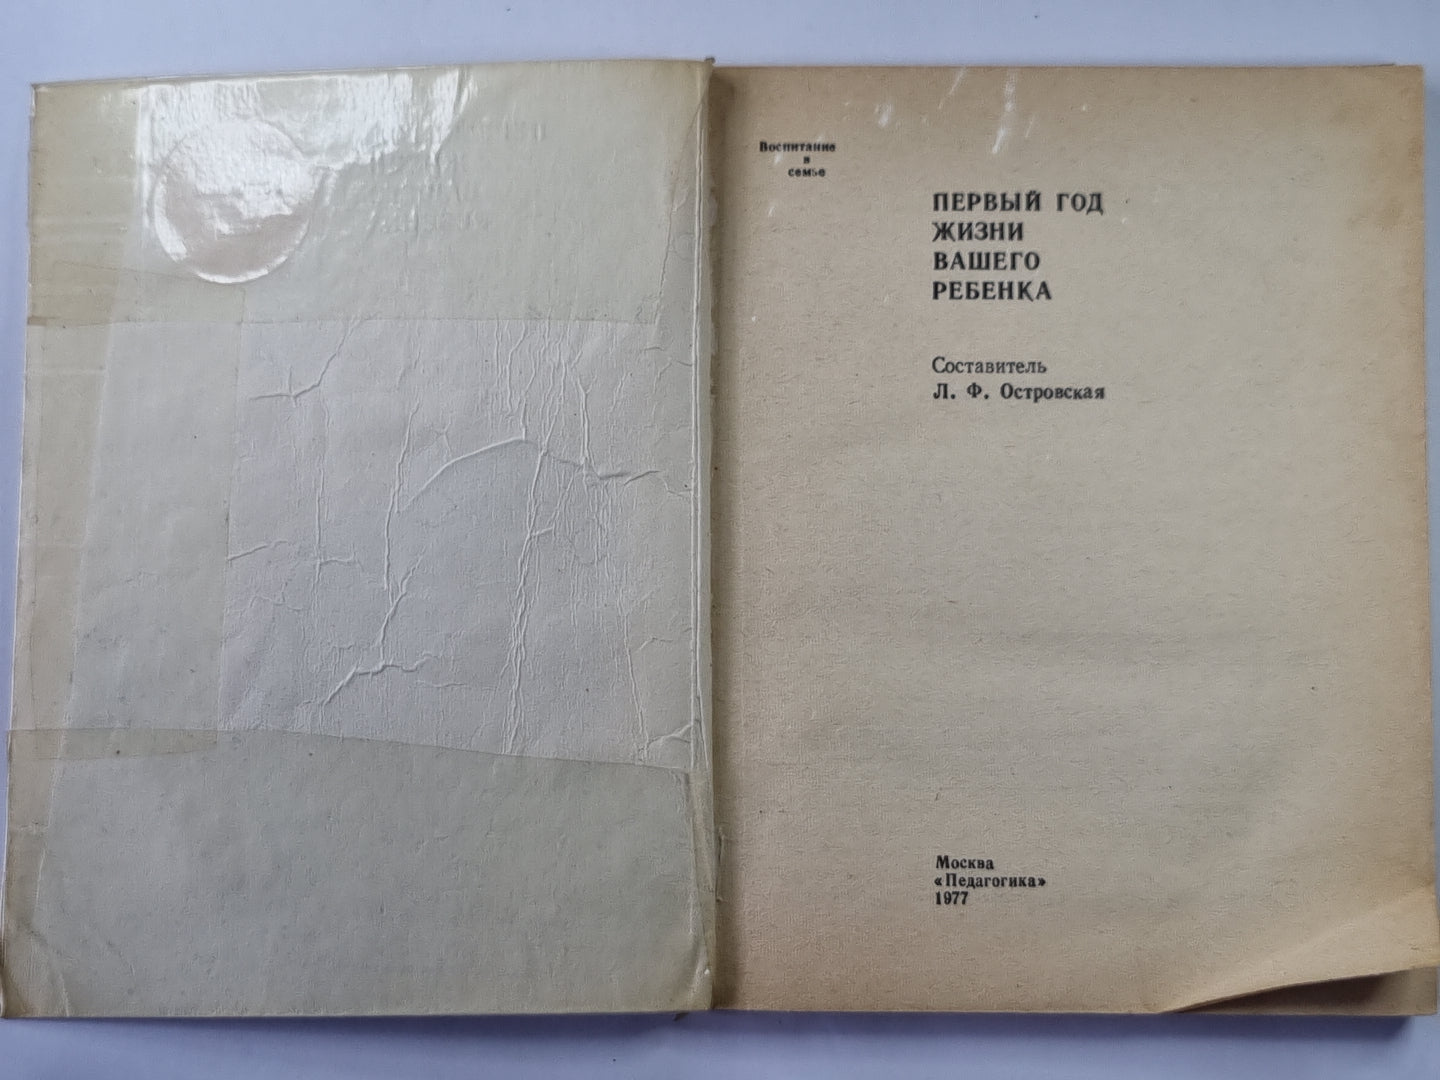 Воспитание
в
семье
ПЕРВЫЙ ГОД
ЖИЗНИ
ВАШЕГО
РЕБЕНКА
Составитель
Л. Ф. Островская
Москва
«Педагогика»
1977